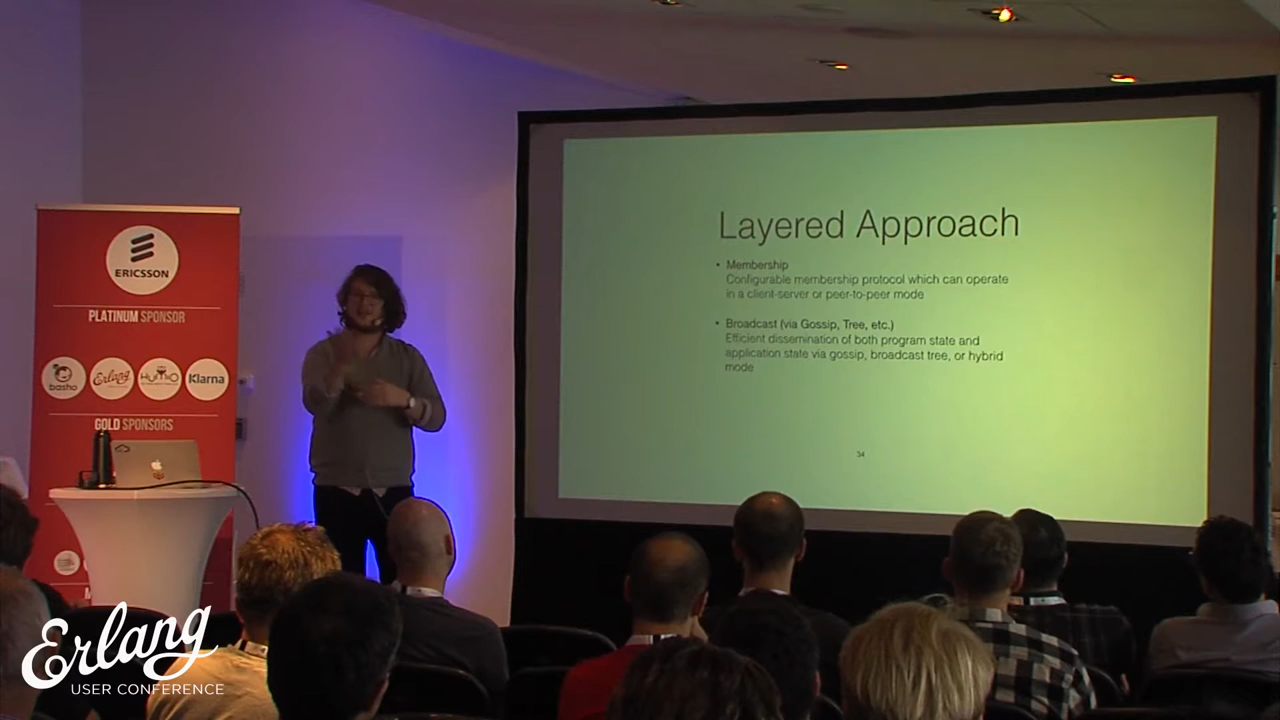 ERICSSON
PLATINUM SPONSOR
basho
Erlang
HUMIO
Klarna
GOLD SPONSORS
Layered Approach
• Membership
Configurable membership protocol which can operate
in a client-server or peer-to-peer mode
• Broadcast (via Gossip, Tree, etc.)
Efficient dissemination of both program state and
application state via gossip, broadcast tree, or hybrid
mode
34
Erlang
USER CONFERENCE